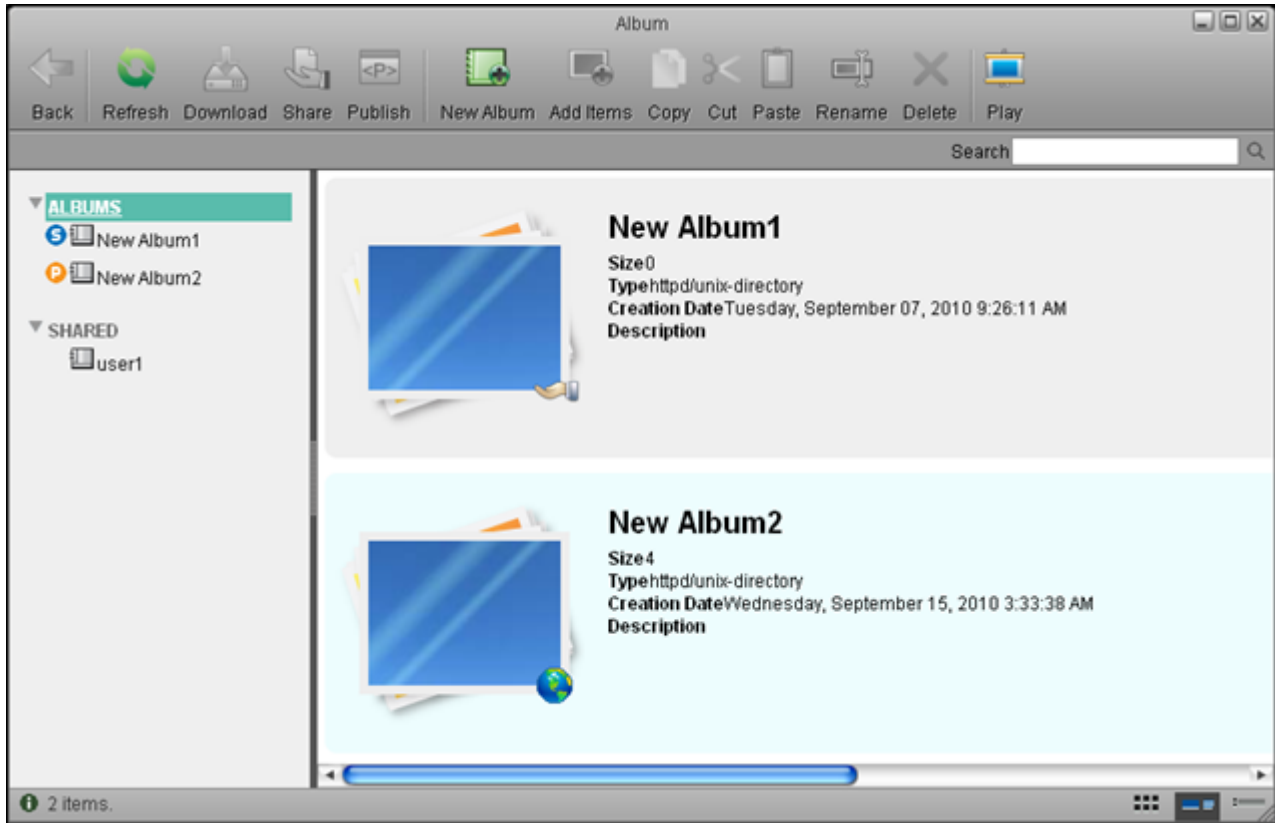 Album
Back Refresh Download Share Publish New Album Add Items Copy Cut Paste Rename Delete Play
<P>
Search
ALBUMS
S New Album1
P New Album2
SHARED
user1
New Album1
Size0
Typehttpd/unix-directory
Creation DateTuesday, September 07, 2010 9:26:11 AM
Description
New Album2
Size4
Typehttpd/unix-directory
Creation DateWednesday, September 15, 2010 3:33:38 AM
Description
2 items.